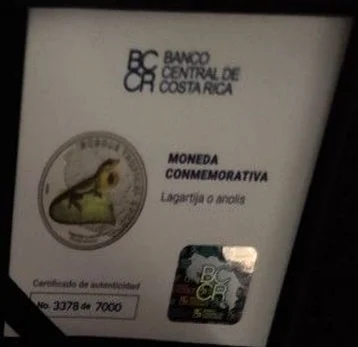 BC
CR
BANCO
CENTRAL DE
COSTA RICA
MONEDA
CONMEMORATIVA
Lagartija o anolis
Certificado de autenticidad
No. 3378 de 7000
BC
CR